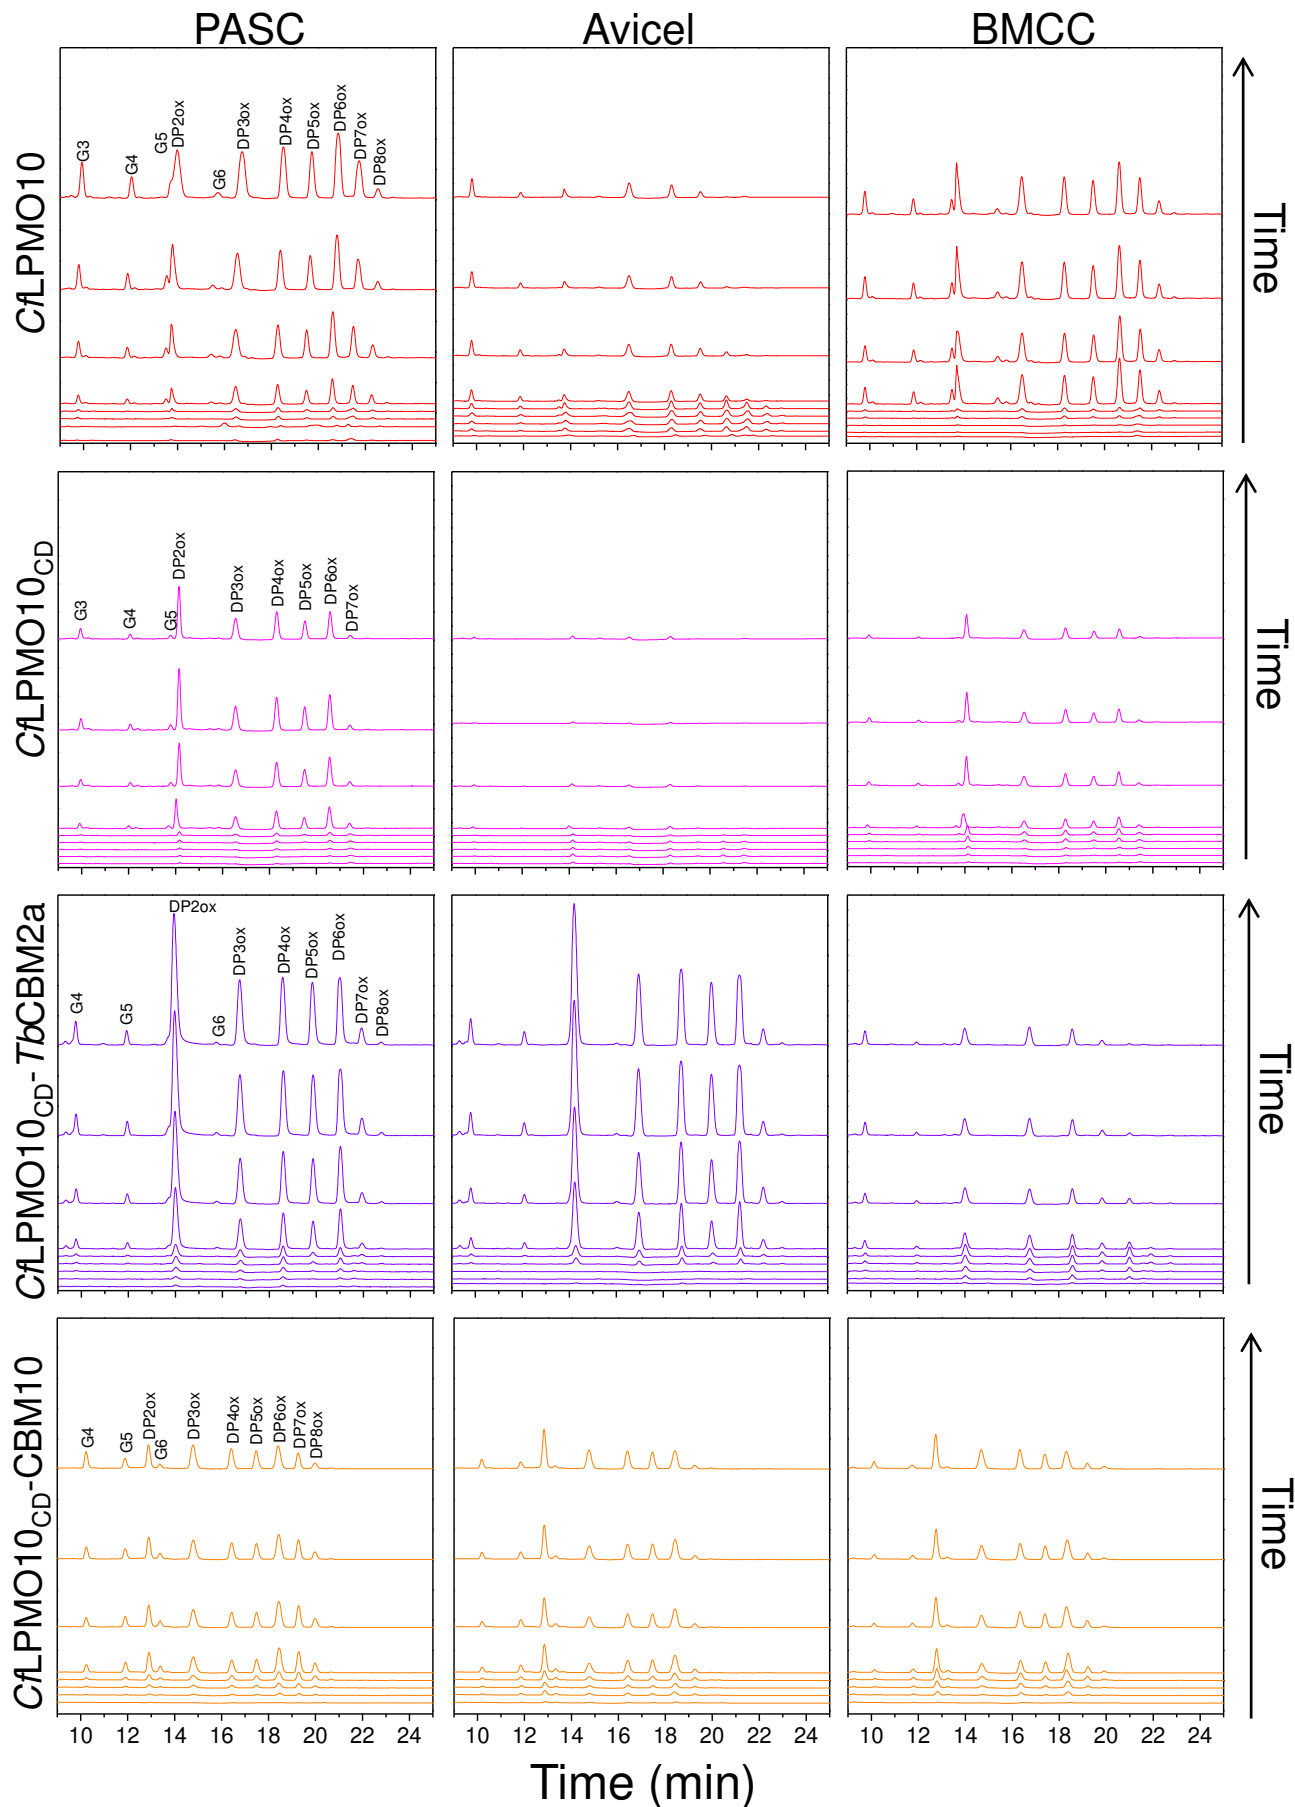 PASC Avicel BMCC
CfLPMO10
G3 G4 G5 DP2ox G6 DP3ox DP4ox DP5ox DP6ox DP7ox DP8ox
Time
CfLPMO10CD
G3 G4 G5 DP2ox DP3ox DP4ox DP5ox DP6ox DP7ox
Time
CfLPMO10CD-TbCBM2a
G4 G5 DP2ox G6 DP3ox DP4ox DP5ox DP6ox DP7ox DP8ox
Time
CfLPMO10CD-CBM10
G4 G5 DP2ox G6 DP3ox DP4ox DP5ox DP6ox DP7ox DP8ox
Time
10 12 14 16 18 20 22 24 10 12 14 16 18 20 22 24 10 12 14 16 18 20 22 24
Time (min)